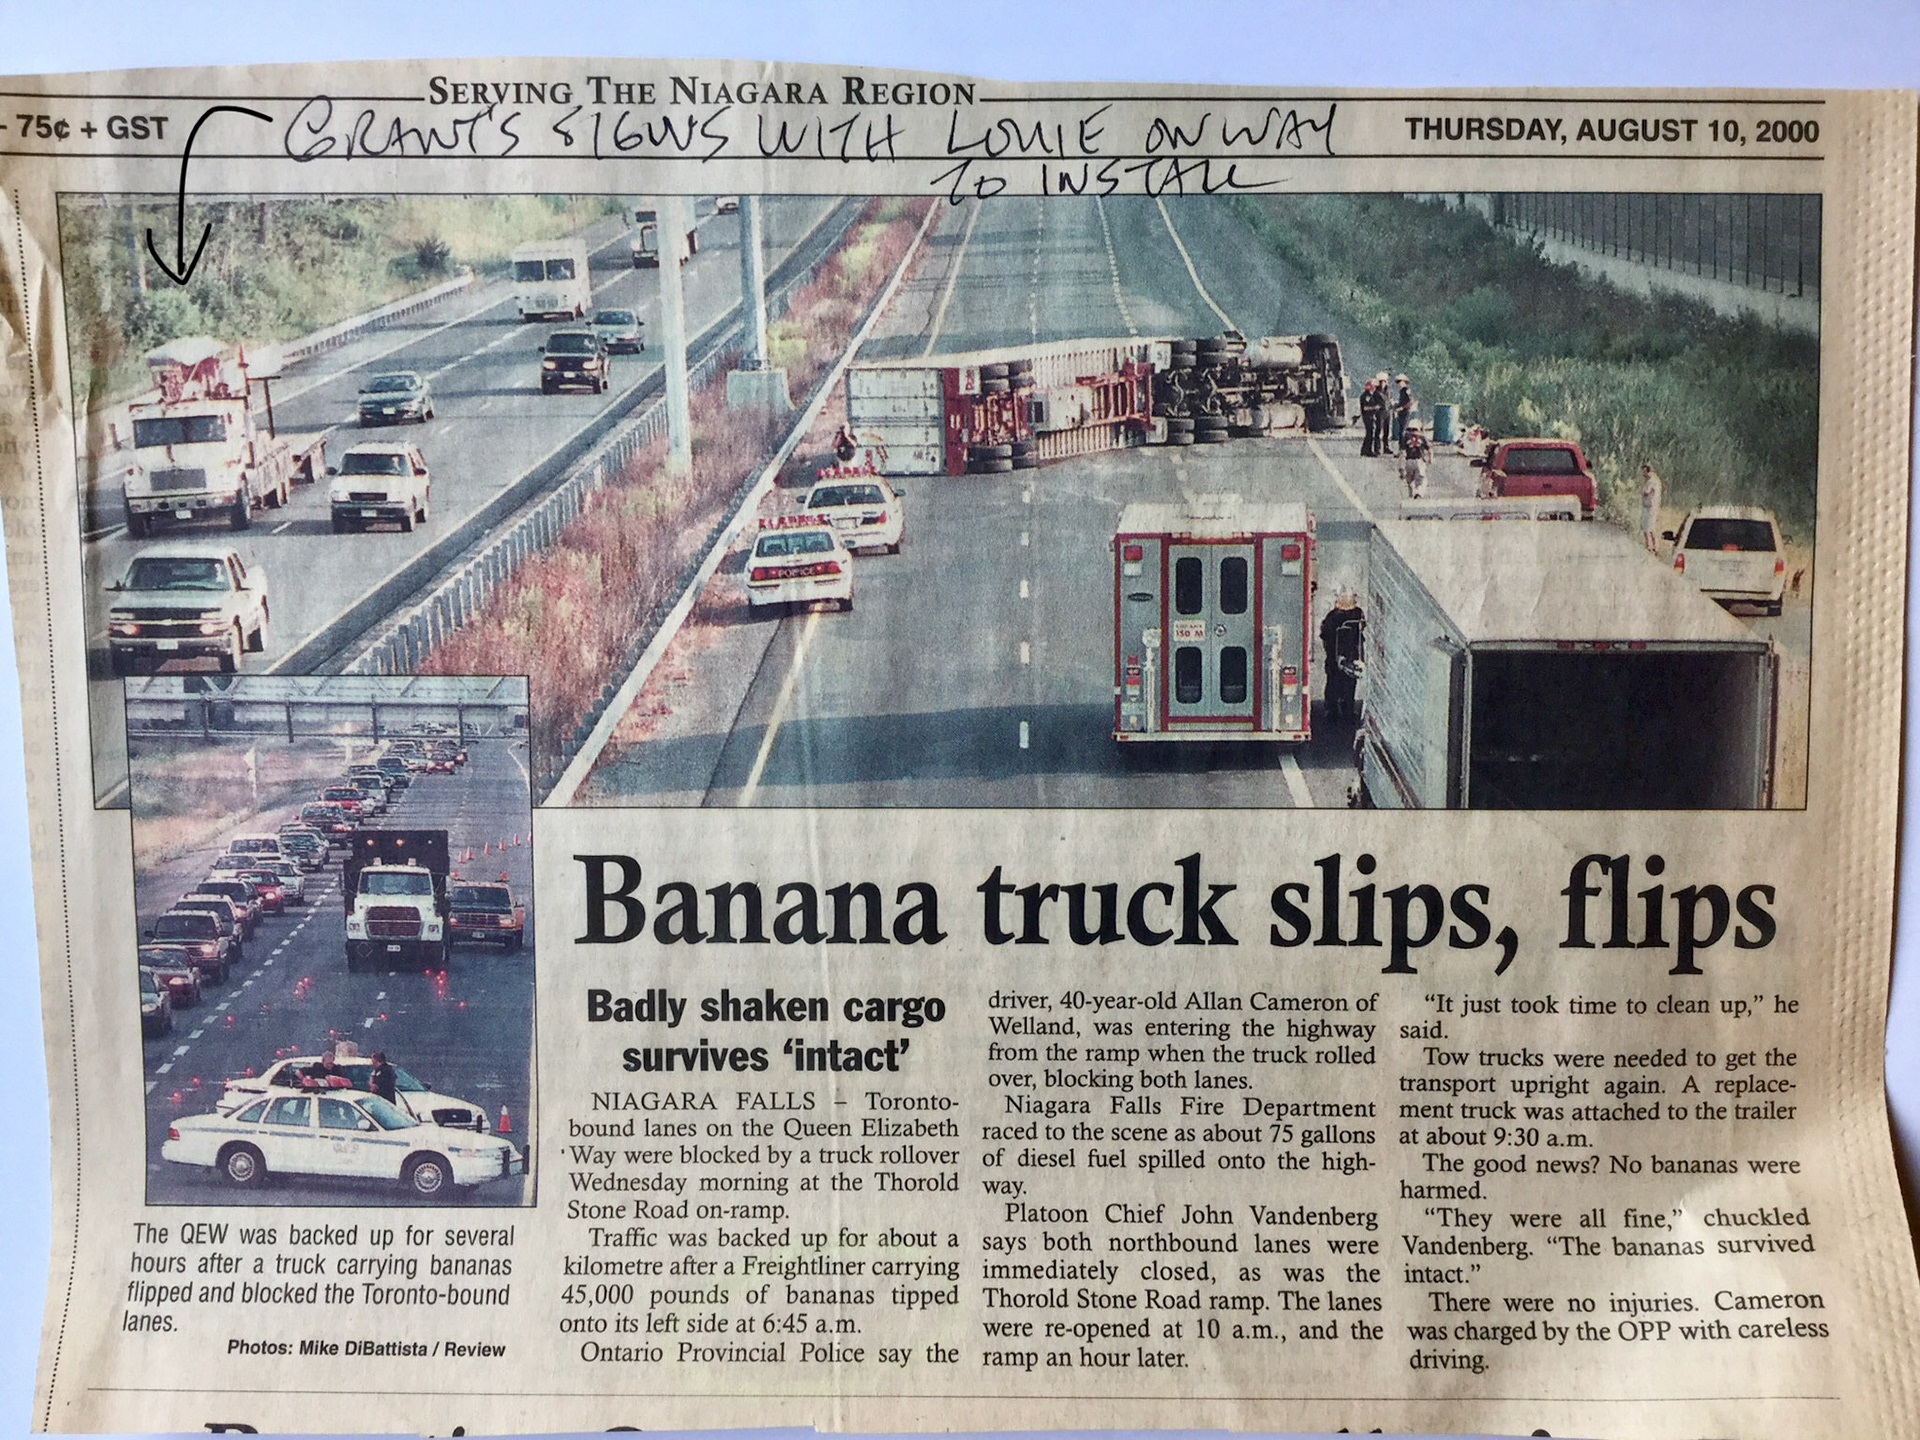 SERVING THE NIAGARA REGION
75¢ + GST
THURSDAY, AUGUST 10, 2000
GRANT'S SIGNS WITH LOUIE ON WAY
TO INSTALL
POLICE
150 M
Banana truck slips, flips
Badly shaken cargo
survives ‘intact’
NIAGARA FALLS – Toronto-
bound lanes on the Queen Elizabeth
Way were blocked by a truck rollover
Wednesday morning at the Thorold
Stone Road on-ramp.
Traffic was backed up for about a
kilometre after a Freightliner carrying
45,000 pounds of bananas tipped
onto its left side at 6:45 a.m.
Ontario Provincial Police say the
driver, 40-year-old Allan Cameron of
Welland, was entering the highway
from the ramp when the truck rolled
over, blocking both lanes.
Niagara Falls Fire Department
raced to the scene as about 75 gallons
of diesel fuel spilled onto the high-
way.
Platoon Chief John Vandenberg
says both northbound lanes were
immediately closed, as was the
Thorold Stone Road ramp. The lanes
were re-opened at 10 a.m., and the
ramp an hour later.
“It just took time to clean up,” he
said.
Tow trucks were needed to get the
transport upright again. A replace-
ment truck was attached to the trailer
at about 9:30 a.m.
The good news? No bananas were
harmed.
“They were all fine,” chuckled
Vandenberg. “The bananas survived
intact.”
There were no injuries. Cameron
was charged by the OPP with careless
driving.
The QEW was backed up for several
hours after a truck carrying bananas
flipped and blocked the Toronto-bound
lanes.
Photos: Mike DiBattista / Review